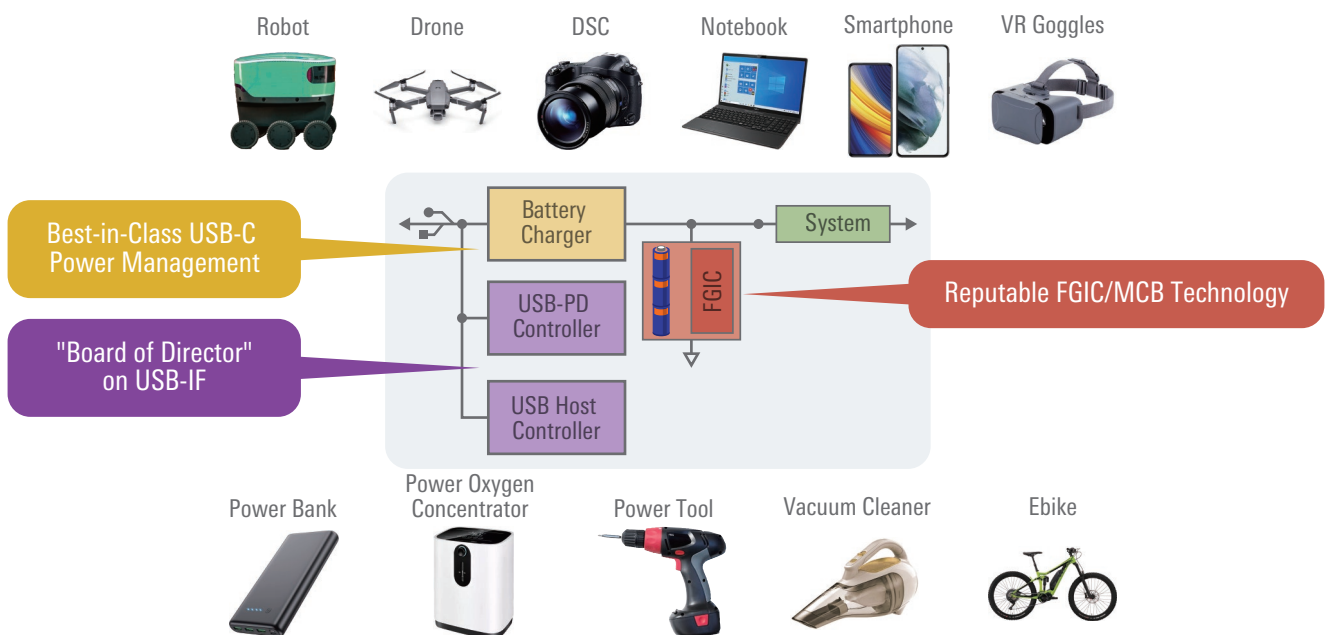 Robot
Drone
DSC
Notebook
Smartphone
VR Goggles
Best-in-Class USB-C
Power Management
"Board of Director"
on USB-IF
Battery
Charger
USB-PD
Controller
USB Host
Controller
FGIC
System
Reputable FGIC/MCB Technology
Power Bank
Power Oxygen
Concentrator
Power Tool
Vacuum Cleaner
Ebike